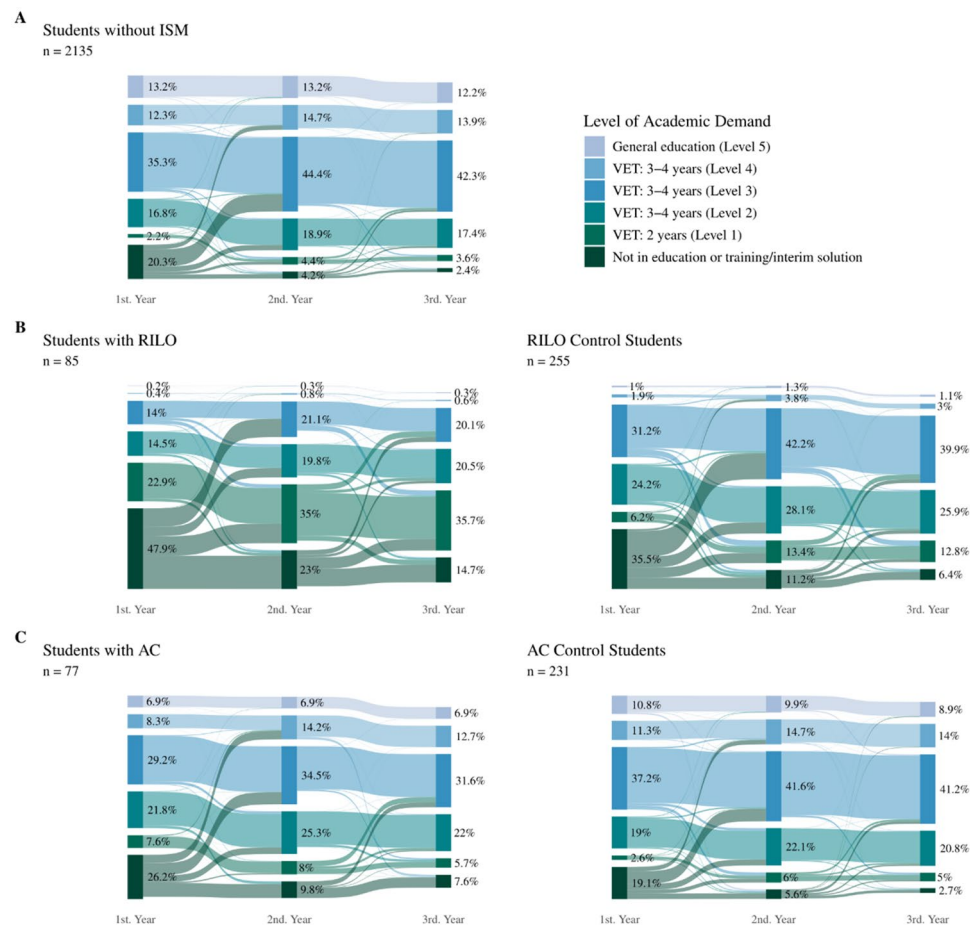 A
Students without ISM
n = 2135
13.2% 13.2% 12.2%
12.3% 14.7% 13.9%
35.3% 44.4% 42.3%
16.8% 18.9% 17.4%
2.2% 4.4% 3.6%
20.3% 4.2% 2.4%
1st. Year 2nd. Year 3rd. Year
Level of Academic Demand
General education (Level 5)
VET: 3–4 years (Level 4)
VET: 3–4 years (Level 3)
VET: 3–4 years (Level 2)
VET: 2 years (Level 1)
Not in education or training/interim solution
B
Students with RILO
n = 85
0.2% 0.3% 0.3%
0.4% 0.8% 0.6%
14% 21.1% 20.1%
14.5% 19.8% 20.5%
22.9% 35% 35.7%
47.9% 23% 14.7%
1st. Year 2nd. Year 3rd. Year
RILO Control Students
n = 255
1% 1.3% 1.1%
1.9% 3.8% 3%
31.2% 42.2% 39.9%
24.2% 28.1% 25.9%
6.2% 13.4% 12.8%
35.5% 11.2% 6.4%
1st. Year 2nd. Year 3rd. Year
C
Students with AC
n = 77
6.9% 6.9% 6.9%
8.3% 14.2% 12.7%
29.2% 34.5% 31.6%
21.8% 25.3% 22%
7.6% 8% 5.7%
26.2% 9.8% 7.6%
1st. Year 2nd. Year 3rd. Year
AC Control Students
n = 231
10.8% 9.9% 8.9%
11.3% 14.7% 14%
37.2% 41.6% 41.2%
19% 22.1% 20.8%
2.6% 6% 5%
19.1% 5.6% 2.7%
1st. Year 2nd. Year 3rd. Year